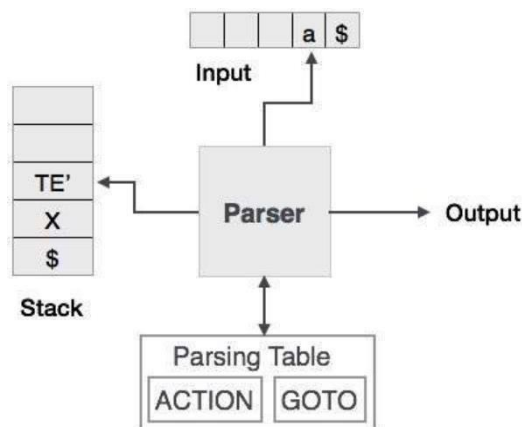 a $
Input
TE’
X
$
Stack
Parser
Output
Parsing Table
ACTION GOTO